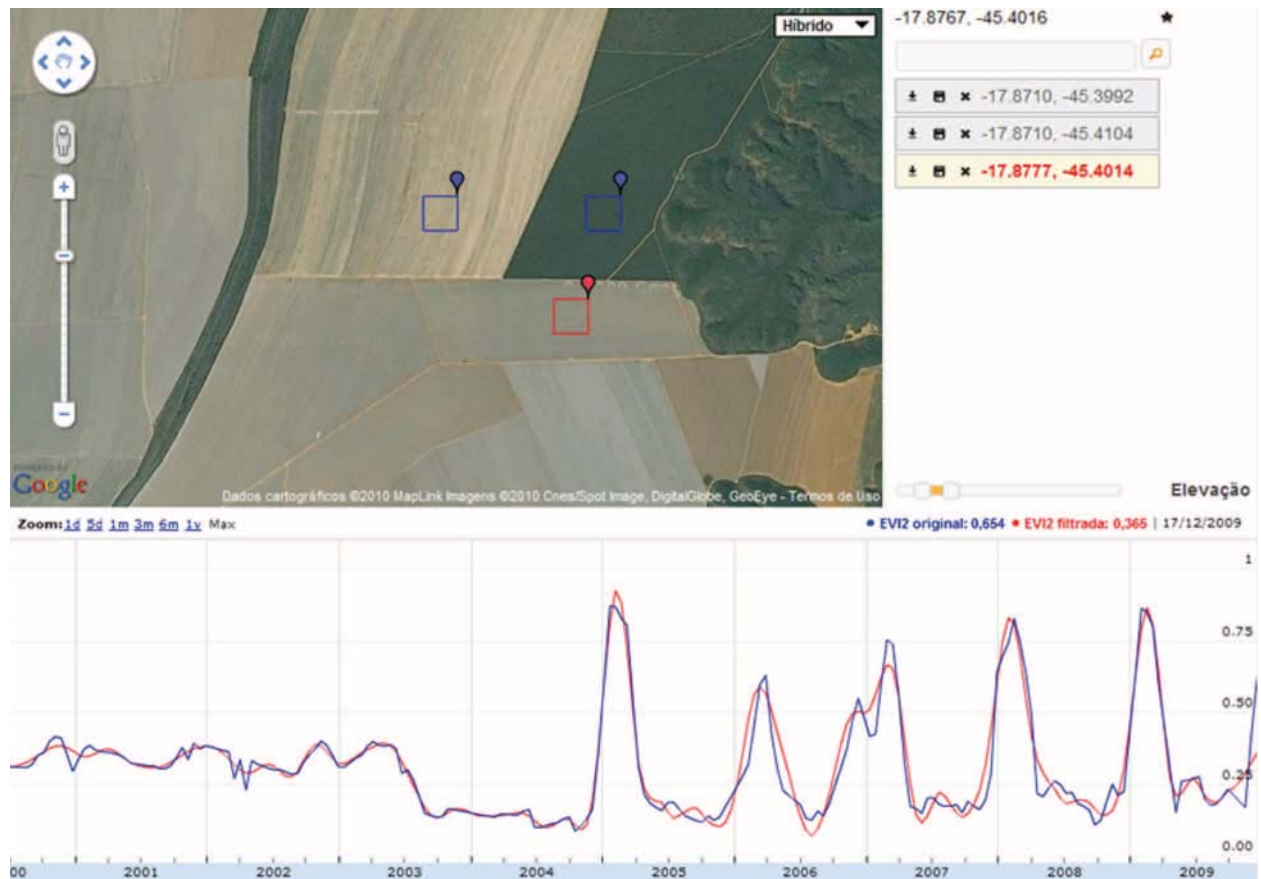 Híbrido
-17.8767, -45.4016
-17.8710, -45.3992
-17.8710, -45.4104
-17.8777, -45.4014
POWERED BY
Google
Dados cartográficos ©2010 MapLink Imagens ©2010 Cnes/Spot Image, DigitalGlobe, GeoEye - Termos de Uso
Elevação
Zoom: 1d 5d 1m 3m 6m 1y Max
EVI2 original: 0,654 EVI2 filtrada: 0,365 | 17/12/2009
1
0.75
0.50
0.25
0.00
00 2001 2002 2003 2004 2005 2006 2007 2008 2009